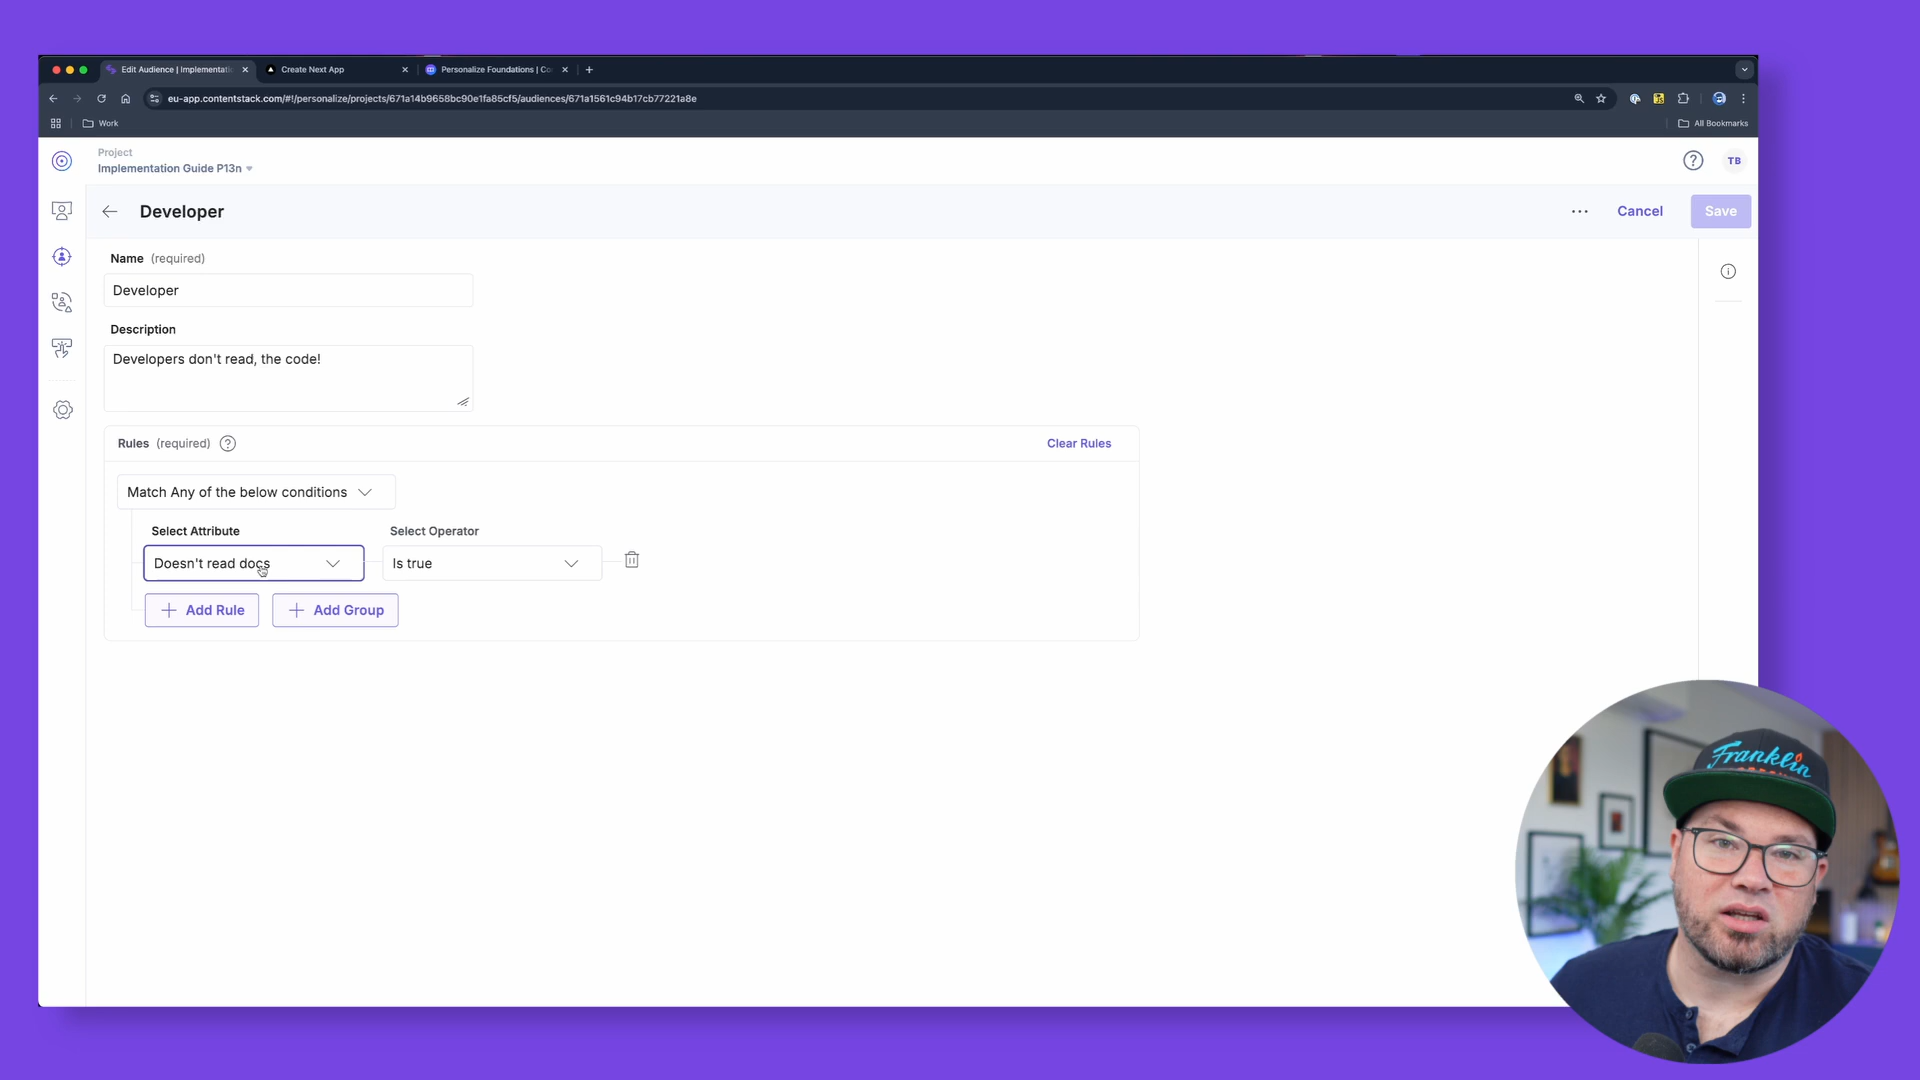 Edit Audience | Implementati
Create Next App
Personalize Foundations | Co
eu-app.contentstack.com/#!/personalize/projects/671a14b9658bc90e1fa85cf5/audiences/671a1561c94b17cb77221a8e
Work
All Bookmarks
Project
Implementation Guide P13n
TB
Developer
Cancel
Save
Name (required)
Developer
Description
Developers don't read, the code!
Rules (required)
Clear Rules
Match Any of the below conditions
Select Attribute
Select Operator
Doesn't read docs
Is true
Add Rule
Add Group
Franklin